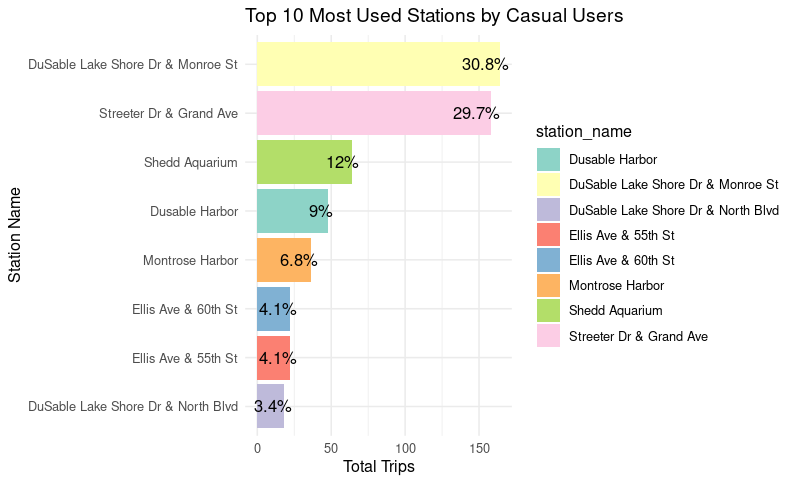 Top 10 Most Used Stations by Casual Users
Station Name
DuSable Lake Shore Dr & Monroe St
30.8%
Streeter Dr & Grand Ave
29.7%
Shedd Aquarium
12%
Dusable Harbor
9%
Montrose Harbor
6.8%
Ellis Ave & 60th St
4.1%
Ellis Ave & 55th St
4.1%
DuSable Lake Shore Dr & North Blvd
3.4%
0 50 100 150
Total Trips
station_name
Dusable Harbor
DuSable Lake Shore Dr & Monroe St
DuSable Lake Shore Dr & North Blvd
Ellis Ave & 55th St
Ellis Ave & 60th St
Montrose Harbor
Shedd Aquarium
Streeter Dr & Grand Ave